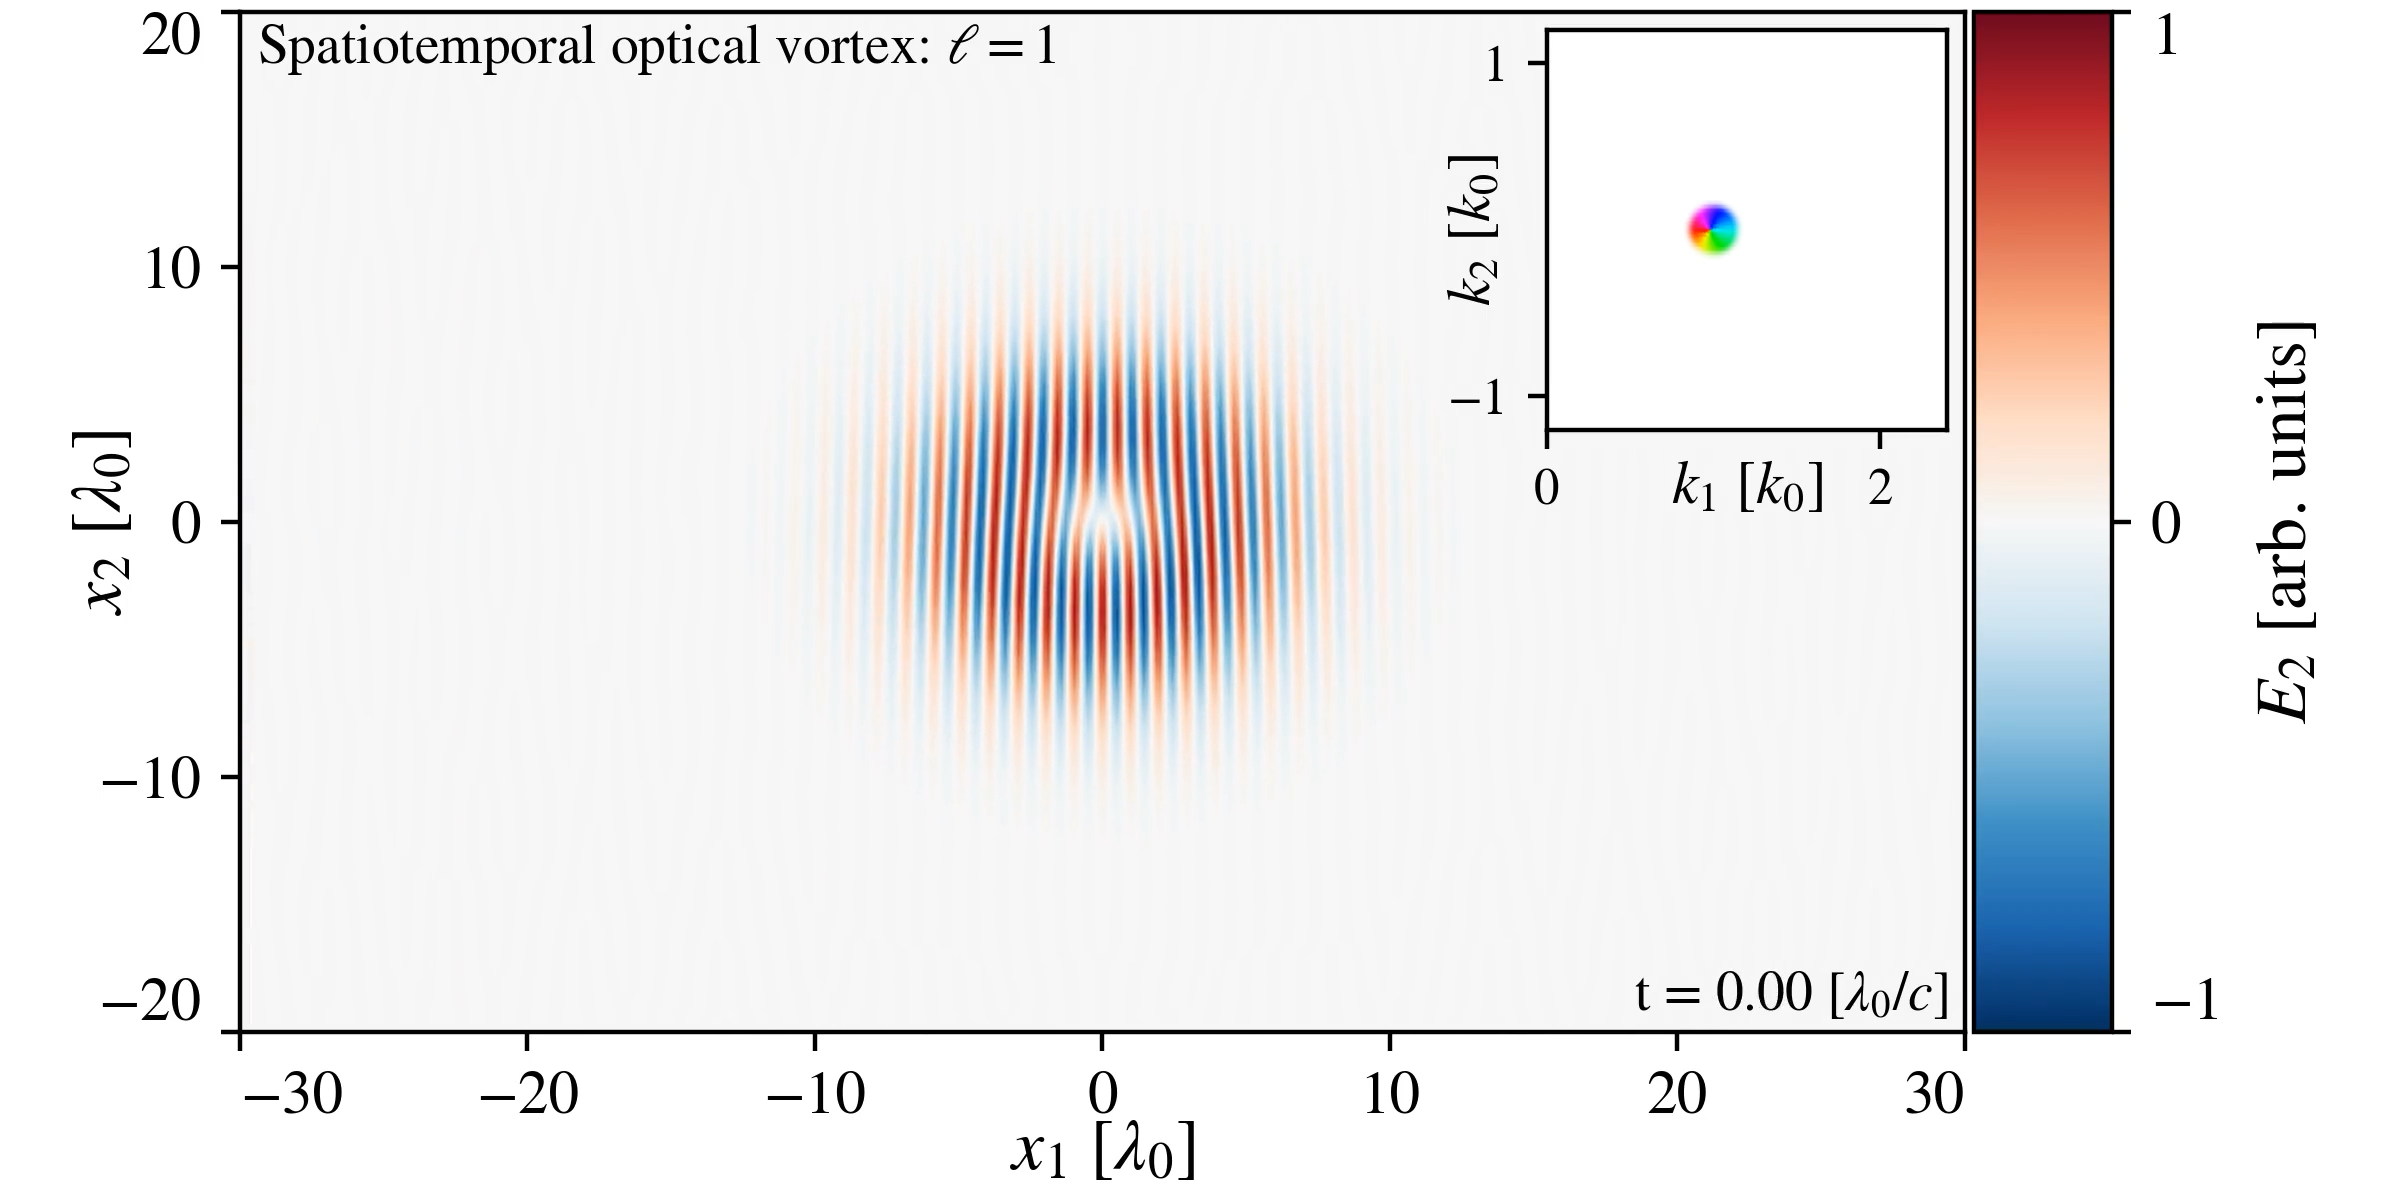 Spatiotemporal optical vortex: ℓ = 1
20
10
0
−10
−20
x₂ [λ₀]
−30 −20 −10 0 10 20 30
x₁ [λ₀]
1
−1
k₂ [k₀]
0 2
k₁ [k₀]
t = 0.00 [λ₀/c]
1
0
−1
E₂ [arb. units]